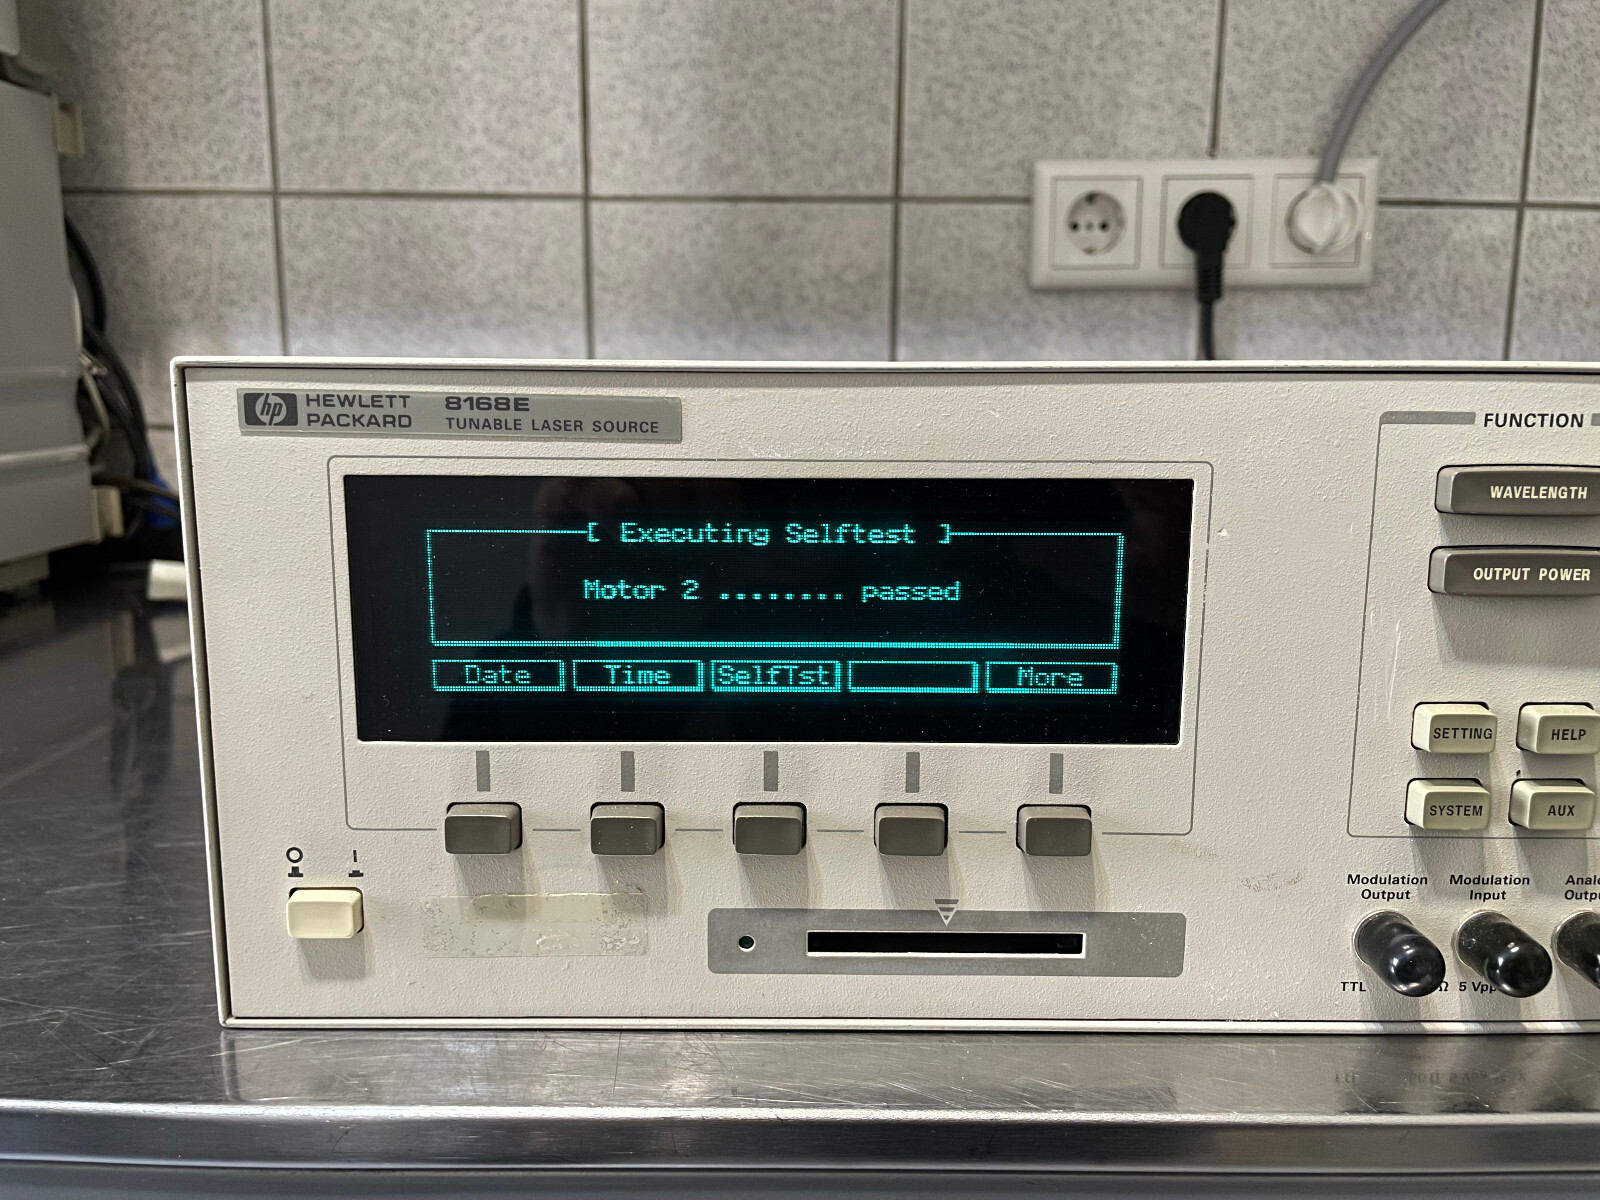 hp HEWLETT PACKARD
8168E
TUNABLE LASER SOURCE
[ Executing Selftest ]
Motor 2 ........ passed
Date Time SelfTst More
FUNCTION
WAVELENGTH
OUTPUT POWER
SETTING HELP
SYSTEM AUX
Modulation Output
Modulation Input
TTL
Ω 5 Vpp